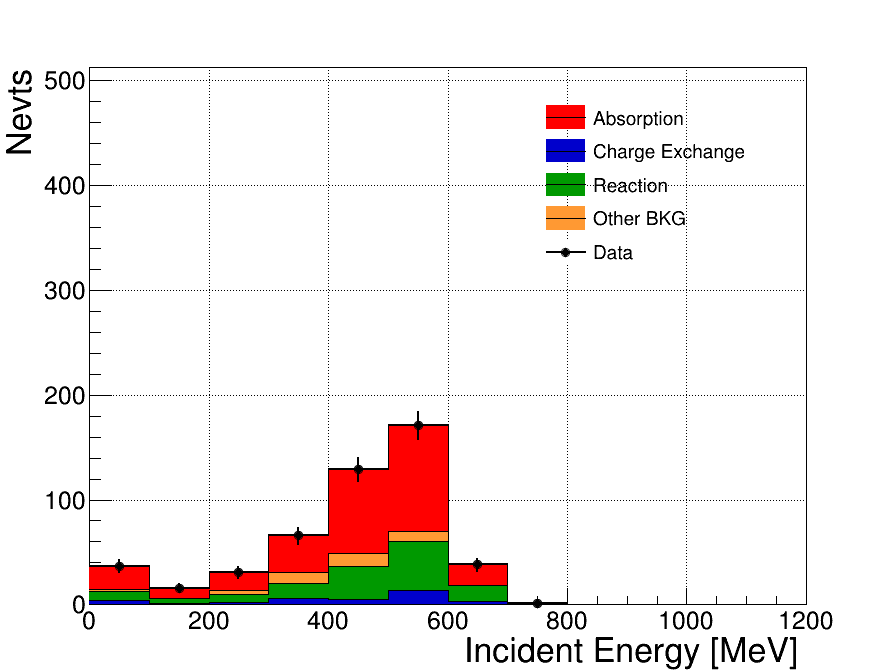 Nevts
500
400
300
200
100
0
Absorption
Charge Exchange
Reaction
Other BKG
Data
0 200 400 600 800 1000 1200
Incident Energy [MeV]